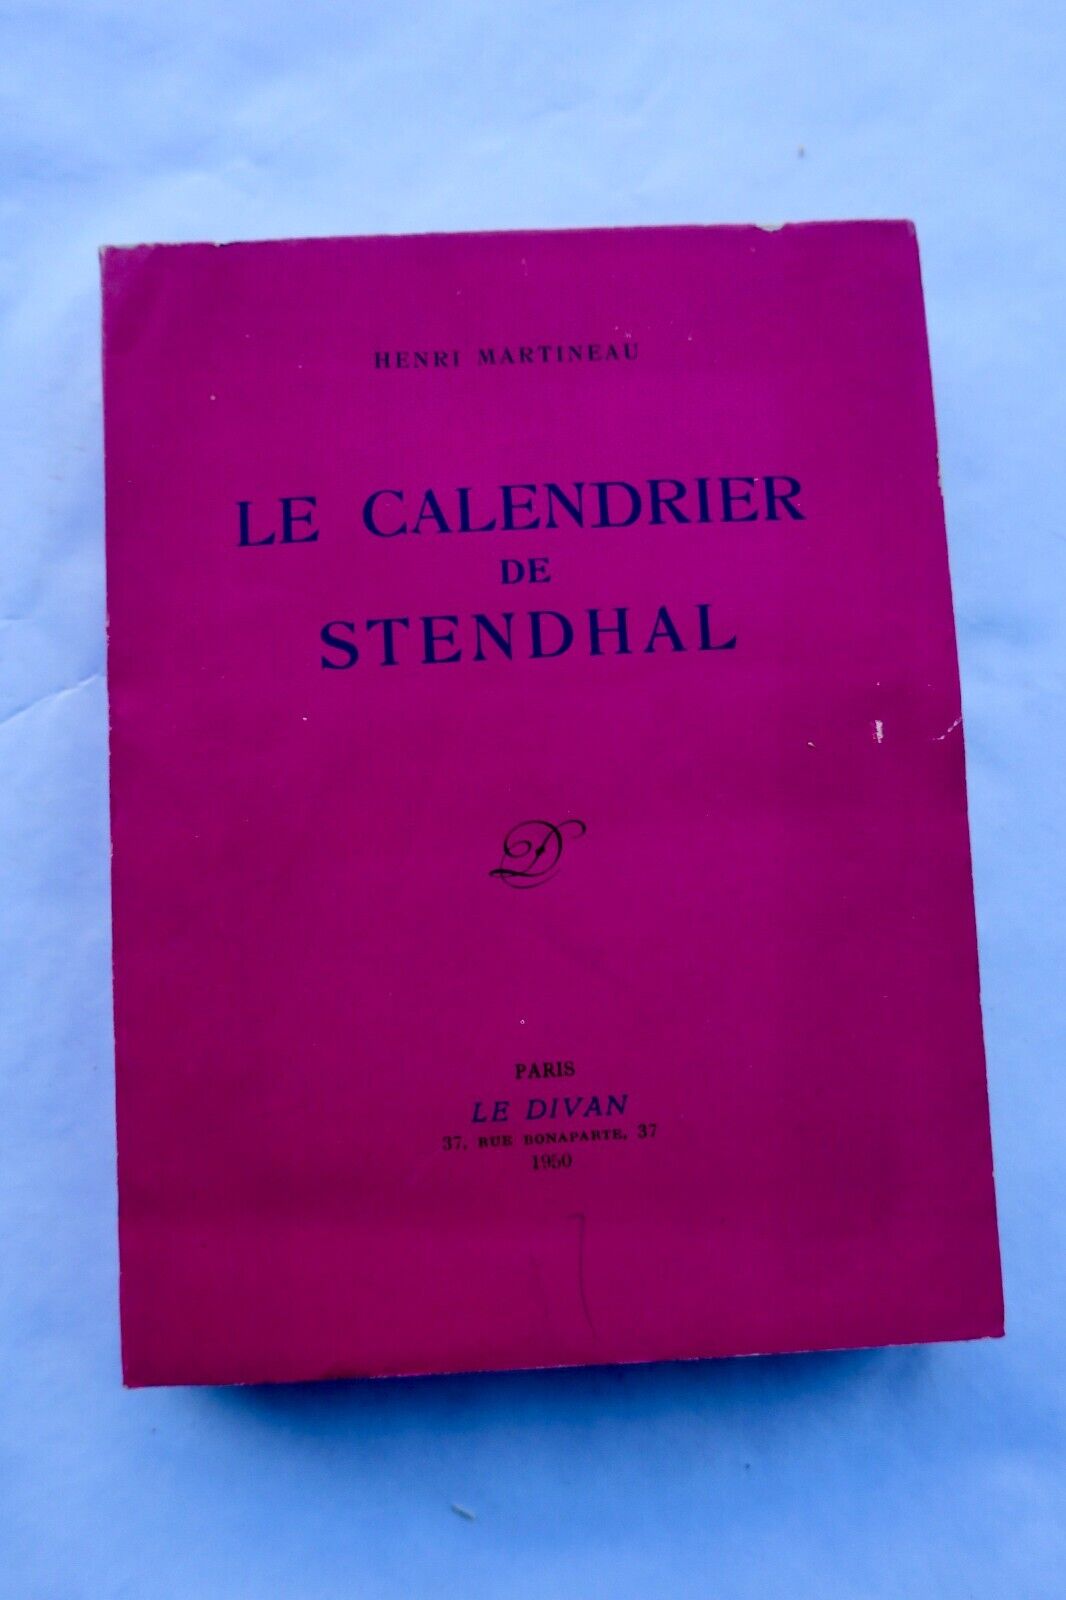 HENRI MARTINEAU
LE CALENDRIER
DE
STENDHAL
D
PARIS
LE DIVAN
37, RUE BONAPARTE, 37
1950